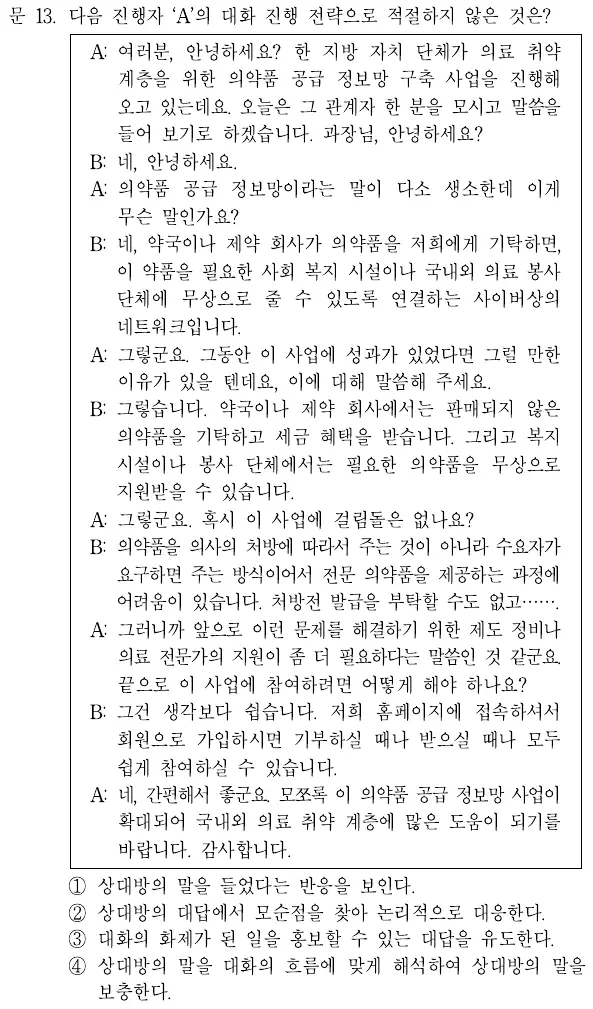 문 13. 다음 진행자 ‘A’의 대화 진행 전략으로 적절하지 않은 것은?
A: 여러분, 안녕하세요? 한 지방 자치 단체가 의료 취약
계층을 위한 의약품 공급 정보망 구축 사업을 진행해
오고 있는데요. 오늘은 그 관계자 한 분을 모시고 말씀을
들어 보기로 하겠습니다. 과장님, 안녕하세요?
B: 네, 안녕하세요.
A: 의약품 공급 정보망이라는 말이 다소 생소한데 이게
무슨 말인가요?
B: 네, 약국이나 제약 회사가 의약품을 저희에게 기탁하면,
이 약품을 필요한 사회 복지 시설이나 국내외 의료 봉사
단체에 무상으로 줄 수 있도록 연결하는 사이버상의
네트워크입니다.
A: 그렇군요. 그동안 이 사업에 성과가 있었다면 그럴 만한
이유가 있을 텐데요, 이에 대해 말씀해 주세요.
B: 그렇습니다. 약국이나 제약 회사에서는 판매되지 않은
의약품을 기탁하고 세금 혜택을 받습니다. 그리고 복지
시설이나 봉사 단체에서는 필요한 의약품을 무상으로
지원받을 수 있습니다.
A: 그렇군요. 혹시 이 사업에 걸림돌은 없나요?
B: 의약품을 의사의 처방에 따라서 주는 것이 아니라 수요자가
요구하면 주는 방식이어서 전문 의약품을 제공하는 과정에
어려움이 있습니다. 처방전 발급을 부탁할 수도 없고…….
A: 그러니까 앞으로 이런 문제를 해결하기 위한 제도 정비나
의료 전문가의 지원이 좀 더 필요하다는 말씀인 것 같군요.
끝으로 이 사업에 참여하려면 어떻게 해야 하나요?
B: 그건 생각보다 쉽습니다. 저희 홈페이지에 접속하셔서
회원으로 가입하시면 기부하실 때나 받으실 때나 모두
쉽게 참여하실 수 있습니다.
A: 네, 간편해서 좋군요. 모쪼록 이 의약품 공급 정보망 사업이
확대되어 국내외 의료 취약 계층에 많은 도움이 되기를
바랍니다. 감사합니다.
① 상대방의 말을 들었다는 반응을 보인다.
② 상대방의 대답에서 모순점을 찾아 논리적으로 대응한다.
③ 대화의 화제가 된 일을 홍보할 수 있는 대답을 유도한다.
④ 상대방의 말을 대화의 흐름에 맞게 해석하여 상대방의 말을
보충한다.